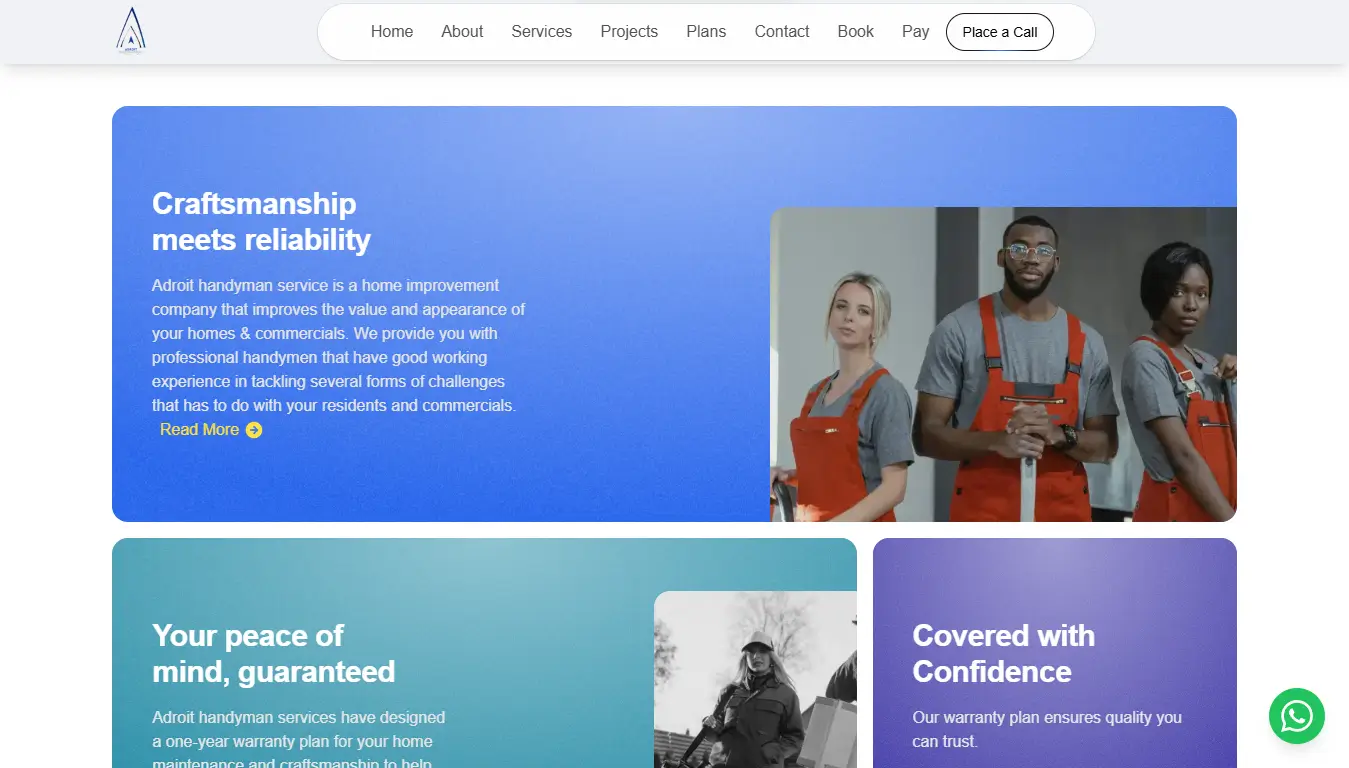 Home About Services Projects Plans Contact Book Pay Place a Call
ADROIT
Craftsmanship
meets reliability
Adroit handyman service is a home improvement
company that improves the value and appearance of
your homes & commercials. We provide you with
professional handymen that have good working
experience in tackling several forms of challenges
that has to do with your residents and commercials.
Read More
Your peace of
mind, guaranteed
Adroit handyman services have designed
a one-year warranty plan for your home
maintenance and craftsmanship to help
Covered with
Confidence
Our warranty plan ensures quality you
can trust.